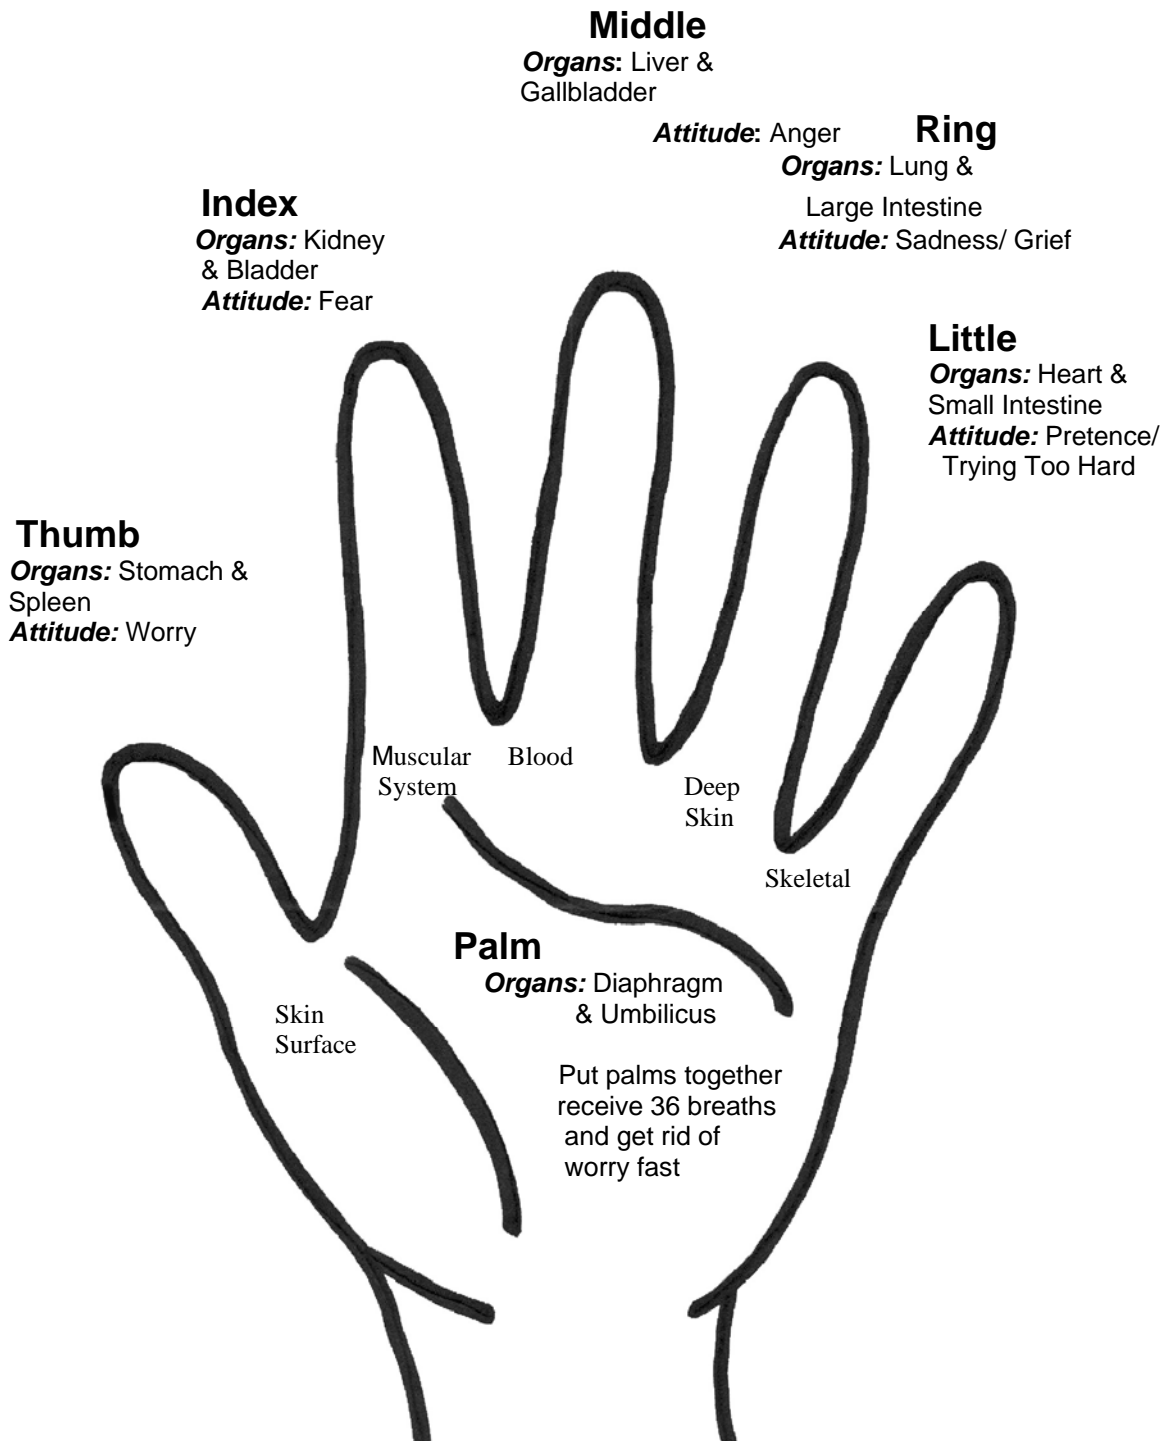 Middle
Organs: Liver &
Gallbladder
Attitude: Anger
Ring
Organs: Lung &
Large Intestine
Attitude: Sadness/ Grief
Index
Organs: Kidney
& Bladder
Attitude: Fear
Little
Organs: Heart &
Small Intestine
Attitude: Pretence/
Trying Too Hard
Thumb
Organs: Stomach &
Spleen
Attitude: Worry
Muscular
System
Blood
Deep
Skin
Skeletal
Palm
Organs: Diaphragm
& Umbilicus
Skin
Surface
Put palms together
receive 36 breaths
and get rid of
worry fast